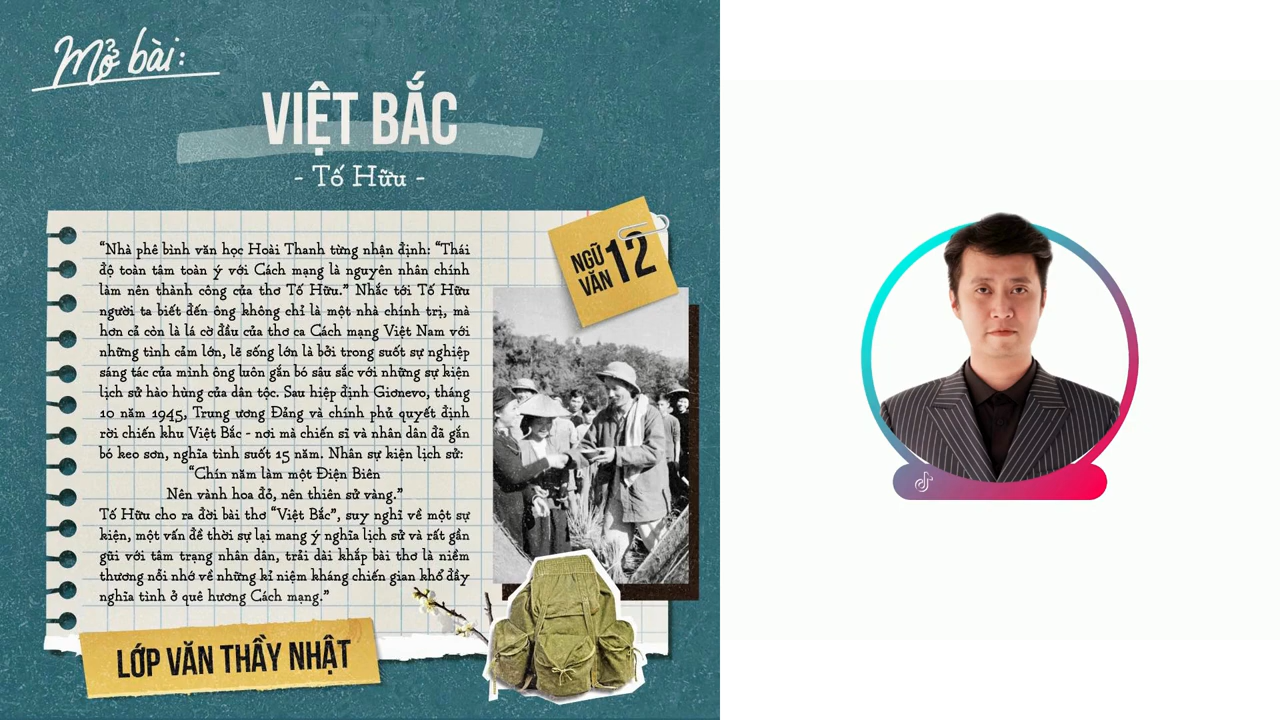 Mở bài:
VIỆT BẮC
- Tố Hữu -
NGỮ VĂN 12
“Nhà phê bình văn học Hoài Thanh từng nhận định: “Thái
độ toàn tâm toàn ý với Cách mạng là nguyên nhân chính
làm nên thành công của thơ Tố Hữu.” Nhắc tới Tố Hữu
người ta biết đến ông không chỉ là một nhà chính trị, mà
hơn cả còn là lá cờ đầu của thơ ca Cách mạng Việt Nam với
những tình cảm lớn, lẽ sống lớn là bởi trong suốt sự nghiệp
sáng tác của mình ông luôn gắn bó sâu sắc với những sự kiện
lịch sử hào hùng của dân tộc. Sau hiệp định Giơnevo, tháng
10 năm 1945, Trung ương Đảng và chính phủ quyết định
rời chiến khu Việt Bắc - nơi mà chiến sĩ và nhân dân đã gắn
bó keo sơn, nghĩa tình suốt 15 năm. Nhân sự kiện lịch sử:
“Chín năm làm một Điện Biên
Nên vành hoa đỏ, nên thiên sử vàng.”
Tố Hữu cho ra đời bài thơ “Việt Bắc”, suy nghĩ về một sự
kiện, một vấn đề thời sự lại mang ý nghĩa lịch sử và rất gần
gũi với tâm trạng nhân dân, trải dài khắp bài thơ là niềm
thương nỗi nhớ về những kỉ niệm kháng chiến gian khổ đầy
nghĩa tình ở quê hương Cách mạng.”
LỚP VĂN THẦY NHẬT